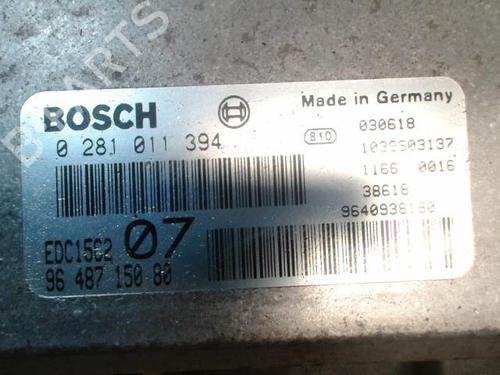 BOSCH
Made in Germany
0 281 011 394
810
030618
1039S03137
1166 0016
38618
9640938180
EDC15C2
07
96 487 150 80
PARTS